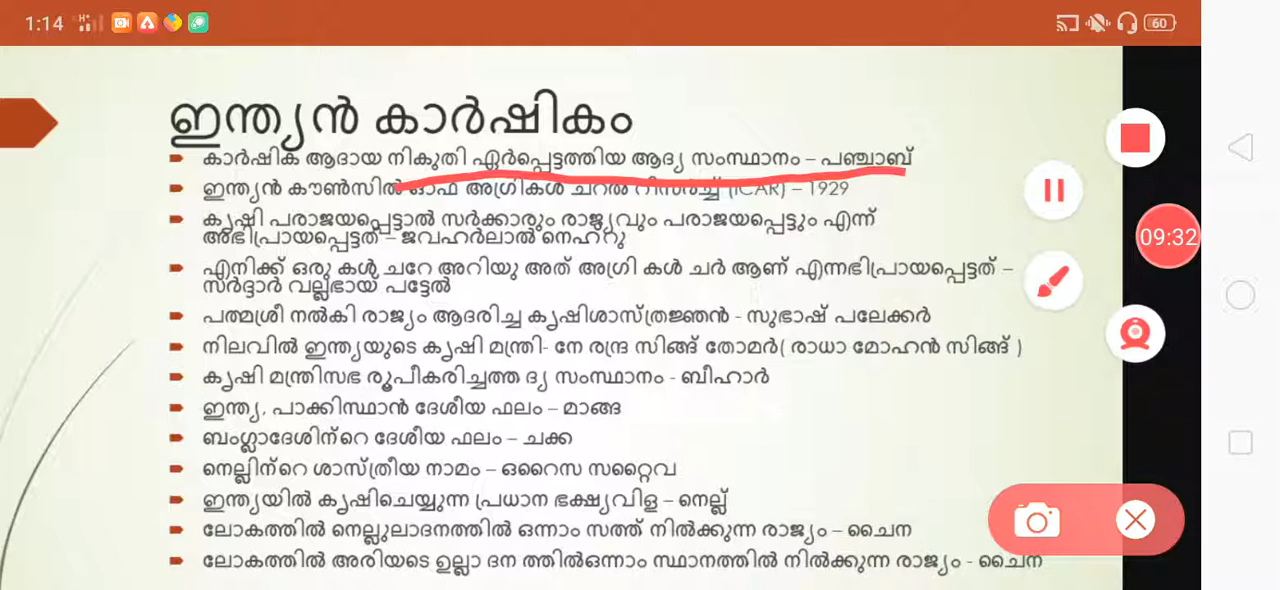 1:14
60
ഇന്ത്യൻ കാർഷികം
കാർഷിക ആദായ നികുതി ഏർപ്പെട്ടത്തിയ ആദ്യ സംസ്ഥാനം – പഞ്ചാബ്
ഇന്ത്യൻ കൗൺസിൽ ഓഫ് അഗ്രികൾ ചറൽ റിസർച്ച് (ICAR) – 1929
കൃഷി പരാജയപ്പെട്ടാൽ സർക്കാരും രാജ്യവും പരാജയപ്പെട്ടും എന്ന്
അഭിപ്രായപ്പെട്ടത് – ജവഹർലാൽ നെഹ്റു
എനിക്ക് ഒരു കൾ ചറേ അറിയു അത് അഗ്രി കൾ ചർ ആണ് എന്നഭിപ്രായപ്പെട്ടത് –
സർദ്ദാർ വല്ലഭായ് പട്ടേൽ
പത്മശ്രീ നൽകി രാജ്യം ആദരിച്ച കൃഷിശാസ്ത്രജ്ഞൻ - സുഭാഷ് പലേക്കർ
നിലവിൽ ഇന്ത്യയുടെ കൃഷി മന്ത്രി- നേ രന്ദ്ര സിങ്ങ് തോമർ( രാധാ മോഹൻ സിങ്ങ് )
കൃഷി മന്ത്രിസഭ രൂപീകരിച്ചത്ത ദ്യ സംസ്ഥാനം - ബീഹാർ
ഇന്ത്യ, പാക്കിസ്ഥാൻ ദേശീയ ഫലം – മാങ്ങ
ബംഗ്ലാദേശിന്റെ ദേശീയ ഫലം – ചക്ക
നെല്ലിന്റെ ശാസ്ത്രീയ നാമം – ഒറൈസ സറ്റൈവ
ഇന്ത്യയിൽ കൃഷിചെയ്യുന്ന പ്രധാന ഭക്ഷ്യവിള – നെല്ല്
ലോകത്തിൽ നെല്ലുലാദനത്തിൽ ഒന്നാം സത്ത് നിൽക്കുന്ന രാജ്യം – ചൈന
ലോകത്തിൽ അരിയടെ ഉല്ലാ ദന ത്തിൽഒന്നാം സ്ഥാനത്തിൽ നിൽക്കുന്ന രാജ്യം - ചൈന
09:32